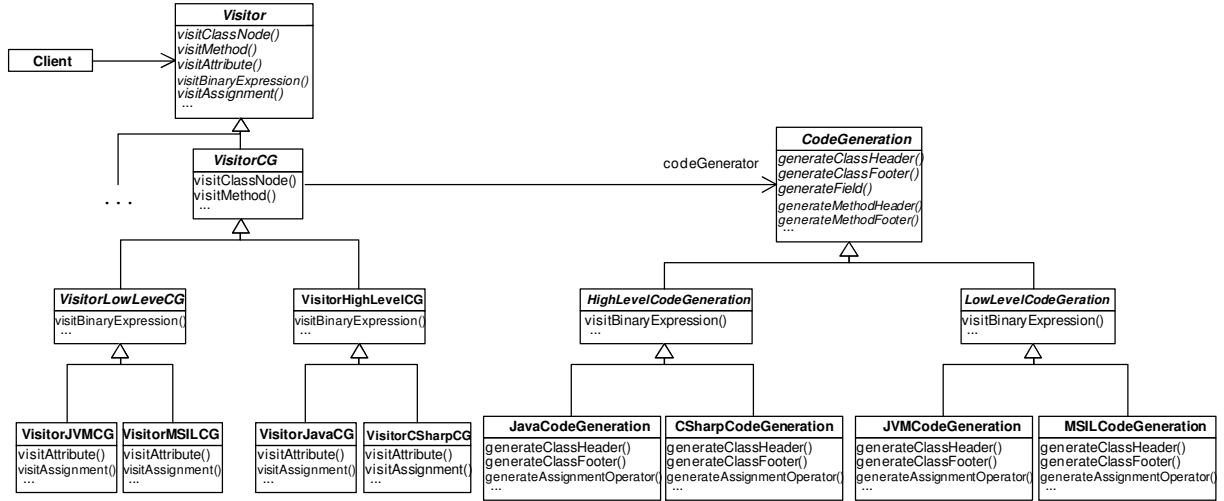 Visitor
visitClassNode()
visitMethod()
visitAttribute()
visitBinaryExpression()
visitAssignment()
...
Client
VisitorCG
visitClassNode()
visitMethod()
...
. . .
codeGenerator
CodeGeneration
generateClassHeader()
generateClassFooter()
generateField()
generateMethodHeader()
generateMethodFooter()
...
VisitorLowLeveCG
visitBinaryExpression()
...
VisitorHighLevelCG
visitBinaryExpression()
...
HighLevelCodeGeneration
visitBinaryExpression()
...
LowLevelCodeGeration
visitBinaryExpression()
...
VisitorJVMCG
visitAttribute()
visitAssignment()
...
VisitorMSILCG
visitAttribute()
visitAssignment()
...
VisitorJavaCG
visitAttribute()
visitAssignment()
...
VisitorCSharpCG
visitAttribute()
visitAssignment()
...
JavaCodeGeneration
generateClassHeader()
generateClassFooter()
generateAssignmentOperator()
...
CSharpCodeGeneration
generateClassHeader()
generateClassFooter()
generateAssignmentOperator()
...
JVMCodeGeneration
generateClassHeader()
generateClassFooter()
generateAssignmentOperator()
...
MSILCodeGeneration
generateClassHeader()
generateClassFooter()
generateAssignmentOperator()
...